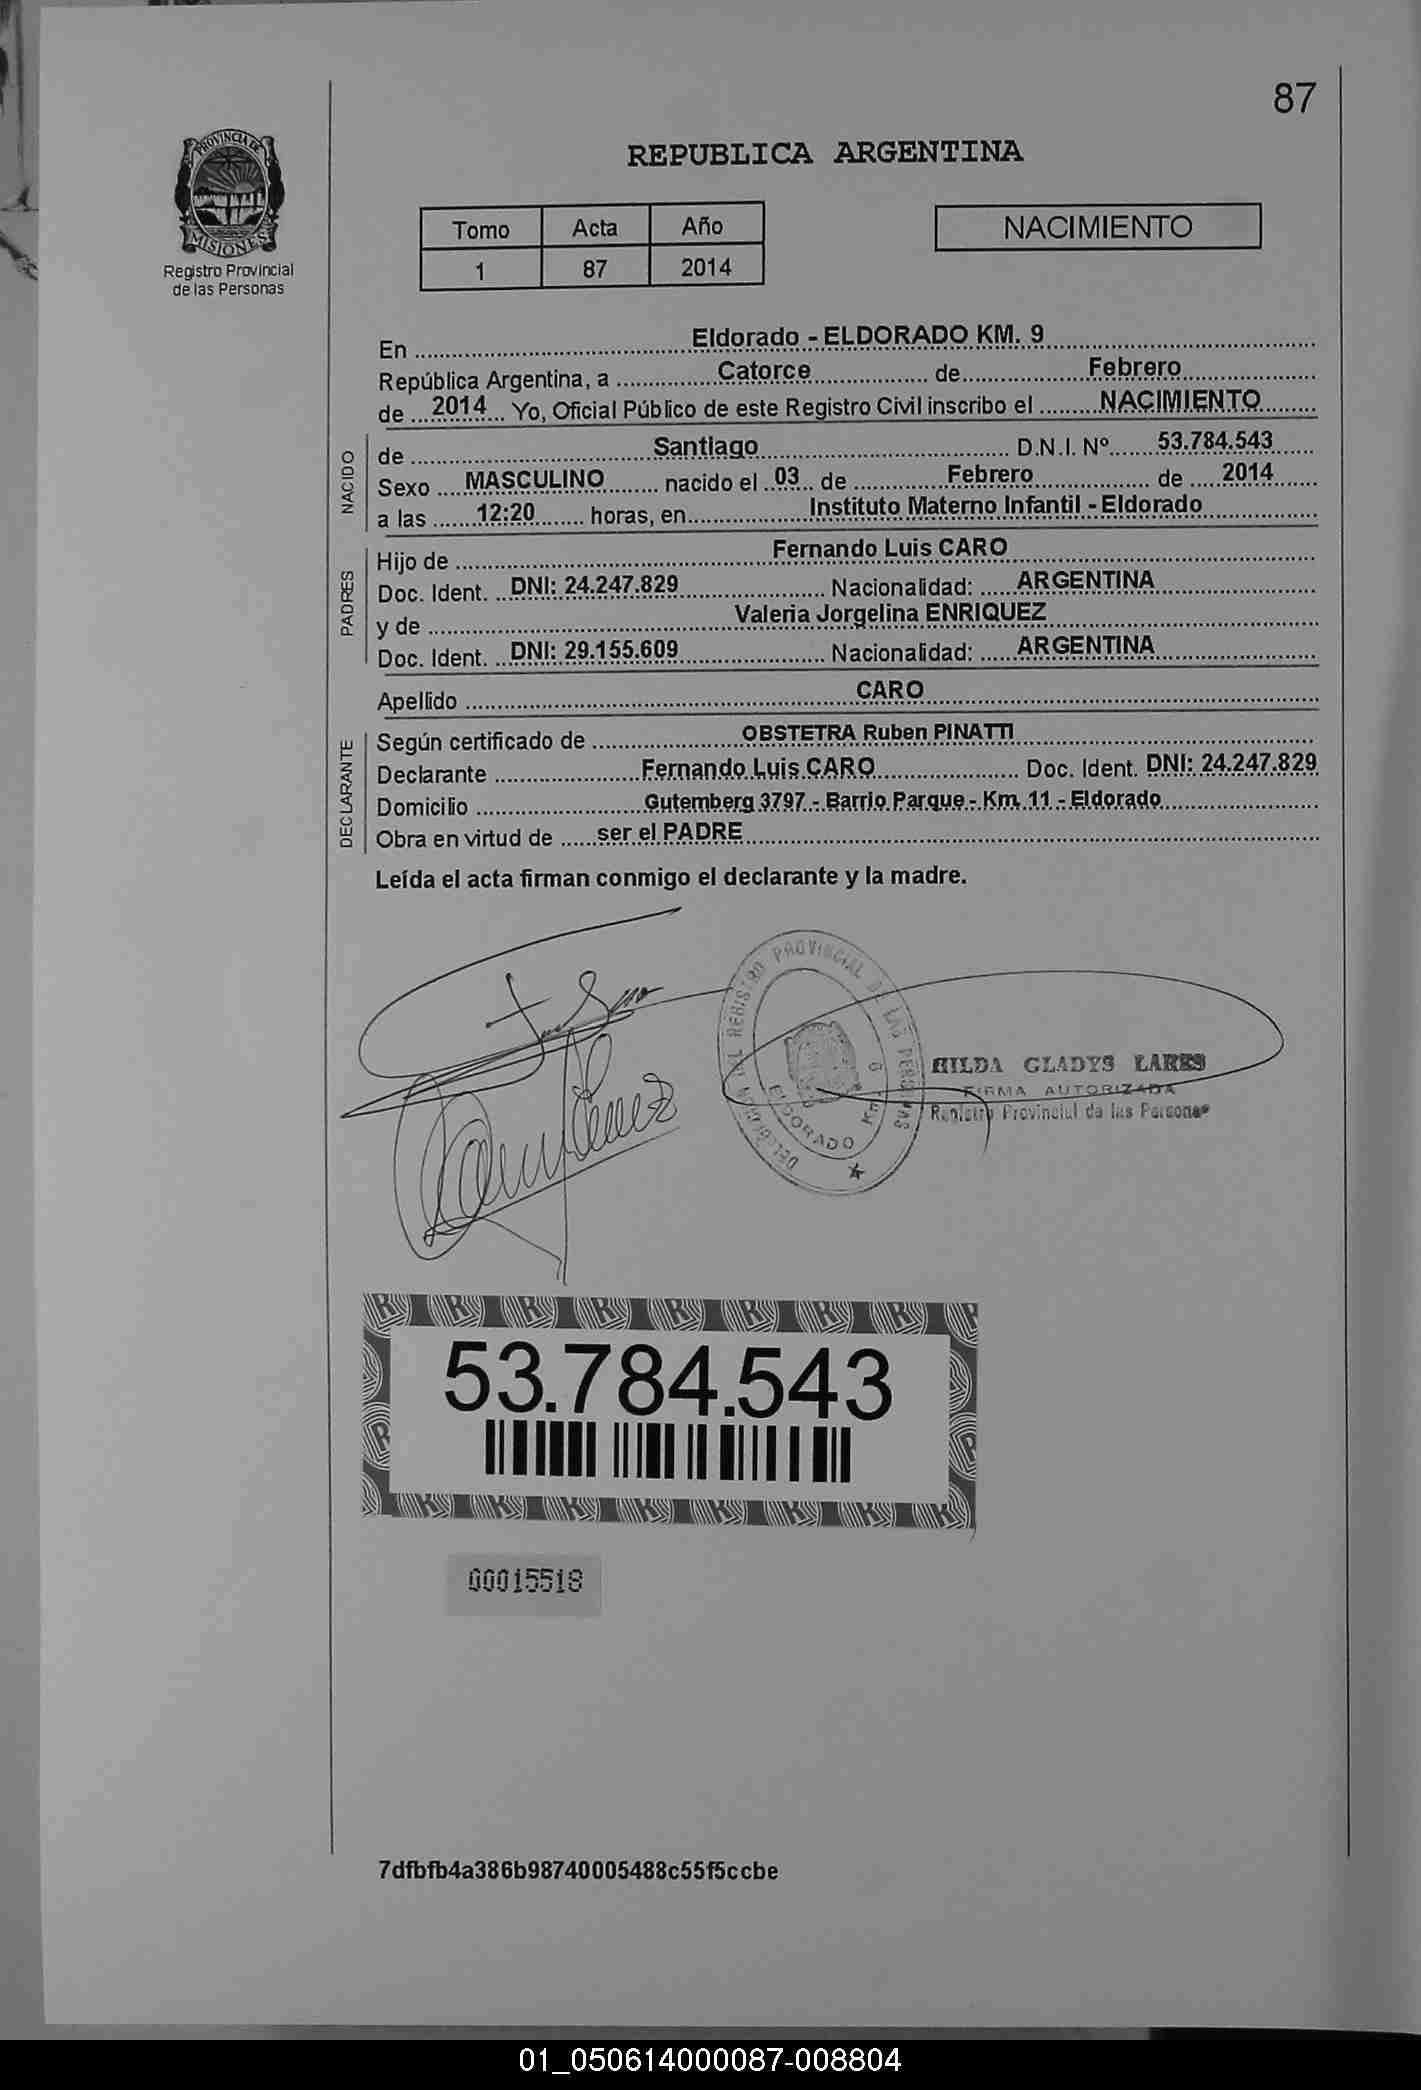 87
PROVINCIA DE
MISIONES
Registro Provincial
de las Personas
REPUBLICA ARGENTINA
Tomo Acta Año
1 87 2014
NACIMIENTO
En Eldorado - ELDORADO KM. 9
República Argentina, a Catorce de Febrero
de 2014 Yo, Oficial Público de este Registro Civil inscribo el NACIMIENTO
NACIDO
de Santiago D.N.I. Nº 53.784.543
Sexo MASCULINO nacido el 03 de Febrero de 2014
a las 12:20 horas, en Instituto Materno Infantil - Eldorado
PADRES
Hijo de Fernando Luis CARO
Doc. Ident. DNI: 24.247.829 Nacionalidad: ARGENTINA
y de Valeria Jorgelina ENRIQUEZ
Doc. Ident. DNI: 29.155.609 Nacionalidad: ARGENTINA
Apellido CARO
DECLARANTE
Según certificado de OBSTETRA Ruben PINATTI
Declarante Fernando Luis CARO Doc. Ident. DNI: 24.247.829
Domicilio Gutemberg 3797 - Barrio Parque - Km. 11 - Eldorado
Obra en virtud de ser el PADRE
Leída el acta firman conmigo el declarante y la madre.
DELEGACION DEL REGISTRO PROVINCIAL DE LAS PERSONAS
ELDORADO Km
HILDA GLADYS LARES
FIRMA AUTORIZADA
Registro Provincial de las Personas
53.784.543
00015518
7dfbfb4a386b98740005488c55f5ccbe
01_050614000087-008804